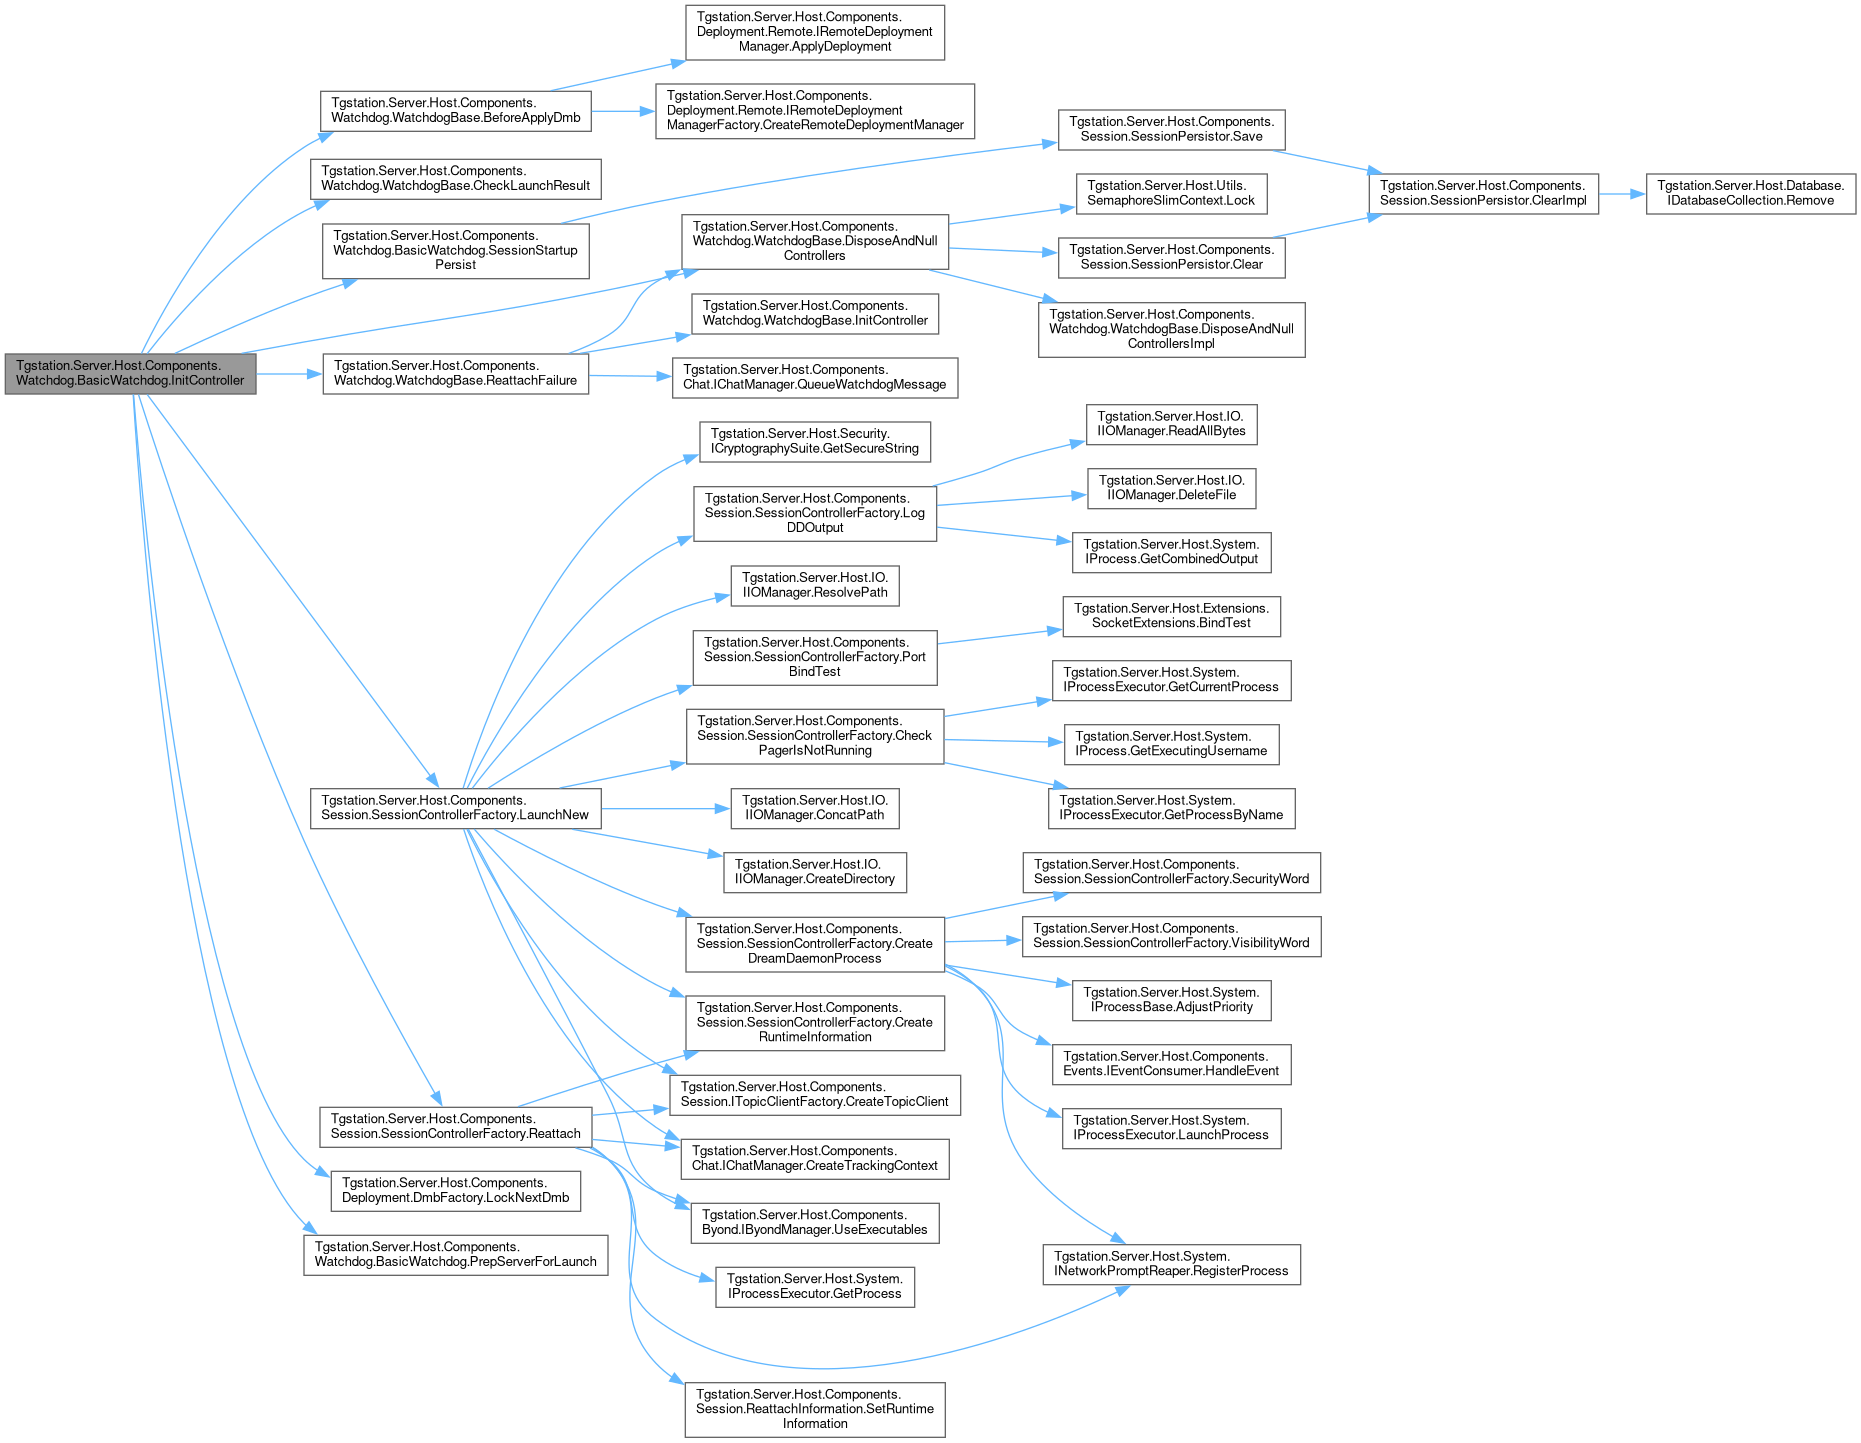 Tgstation.Server.Host.Components.
Watchdog.BasicWatchdog.InitController
Tgstation.Server.Host.Components.
Watchdog.WatchdogBase.BeforeApplyDmb
Tgstation.Server.Host.Components.
Deployment.Remote.IRemoteDeployment
Manager.ApplyDeployment
Tgstation.Server.Host.Components.
Deployment.Remote.IRemoteDeployment
ManagerFactory.CreateRemoteDeploymentManager
Tgstation.Server.Host.Components.
Watchdog.WatchdogBase.CheckLaunchResult
Tgstation.Server.Host.Components.
Watchdog.BasicWatchdog.SessionStartup
Persist
Tgstation.Server.Host.Components.
Session.SessionPersistor.Save
Tgstation.Server.Host.Components.
Session.SessionPersistor.ClearImpl
Tgstation.Server.Host.Database.
IDatabaseCollection.Remove
Tgstation.Server.Host.Components.
Watchdog.WatchdogBase.DisposeAndNull
Controllers
Tgstation.Server.Host.Utils.
SemaphoreSlimContext.Lock
Tgstation.Server.Host.Components.
Session.SessionPersistor.Clear
Tgstation.Server.Host.Components.
Watchdog.WatchdogBase.DisposeAndNull
ControllersImpl
Tgstation.Server.Host.Components.
Watchdog.WatchdogBase.ReattachFailure
Tgstation.Server.Host.Components.
Watchdog.WatchdogBase.InitController
Tgstation.Server.Host.Components.
Chat.IChatManager.QueueWatchdogMessage
Tgstation.Server.Host.Components.
Session.SessionControllerFactory.LaunchNew
Tgstation.Server.Host.Security.
ICryptographySuite.GetSecureString
Tgstation.Server.Host.Components.
Session.SessionControllerFactory.Log
DDOutput
Tgstation.Server.Host.IO.
IIOManager.ReadAllBytes
Tgstation.Server.Host.IO.
IIOManager.DeleteFile
Tgstation.Server.Host.System.
IProcess.GetCombinedOutput
Tgstation.Server.Host.IO.
IIOManager.ResolvePath
Tgstation.Server.Host.Components.
Session.SessionControllerFactory.Port
BindTest
Tgstation.Server.Host.Extensions.
SocketExtensions.BindTest
Tgstation.Server.Host.Components.
Session.SessionControllerFactory.Check
PagerIsNotRunning
Tgstation.Server.Host.System.
IProcessExecutor.GetCurrentProcess
Tgstation.Server.Host.System.
IProcess.GetExecutingUsername
Tgstation.Server.Host.System.
IProcessExecutor.GetProcessByName
Tgstation.Server.Host.IO.
IIOManager.ConcatPath
Tgstation.Server.Host.IO.
IIOManager.CreateDirectory
Tgstation.Server.Host.Components.
Session.SessionControllerFactory.Create
DreamDaemonProcess
Tgstation.Server.Host.Components.
Session.SessionControllerFactory.SecurityWord
Tgstation.Server.Host.Components.
Session.SessionControllerFactory.VisibilityWord
Tgstation.Server.Host.System.
IProcessBase.AdjustPriority
Tgstation.Server.Host.Components.
Events.IEventConsumer.HandleEvent
Tgstation.Server.Host.System.
IProcessExecutor.LaunchProcess
Tgstation.Server.Host.System.
INetworkPromptReaper.RegisterProcess
Tgstation.Server.Host.Components.
Session.SessionControllerFactory.Create
RuntimeInformation
Tgstation.Server.Host.Components.
Session.ITopicClientFactory.CreateTopicClient
Tgstation.Server.Host.Components.
Chat.IChatManager.CreateTrackingContext
Tgstation.Server.Host.Components.
Byond.IByondManager.UseExecutables
Tgstation.Server.Host.Components.
Session.SessionControllerFactory.Reattach
Tgstation.Server.Host.System.
IProcessExecutor.GetProcess
Tgstation.Server.Host.Components.
Session.ReattachInformation.SetRuntime
Information
Tgstation.Server.Host.Components.
Deployment.DmbFactory.LockNextDmb
Tgstation.Server.Host.Components.
Watchdog.BasicWatchdog.PrepServerForLaunch